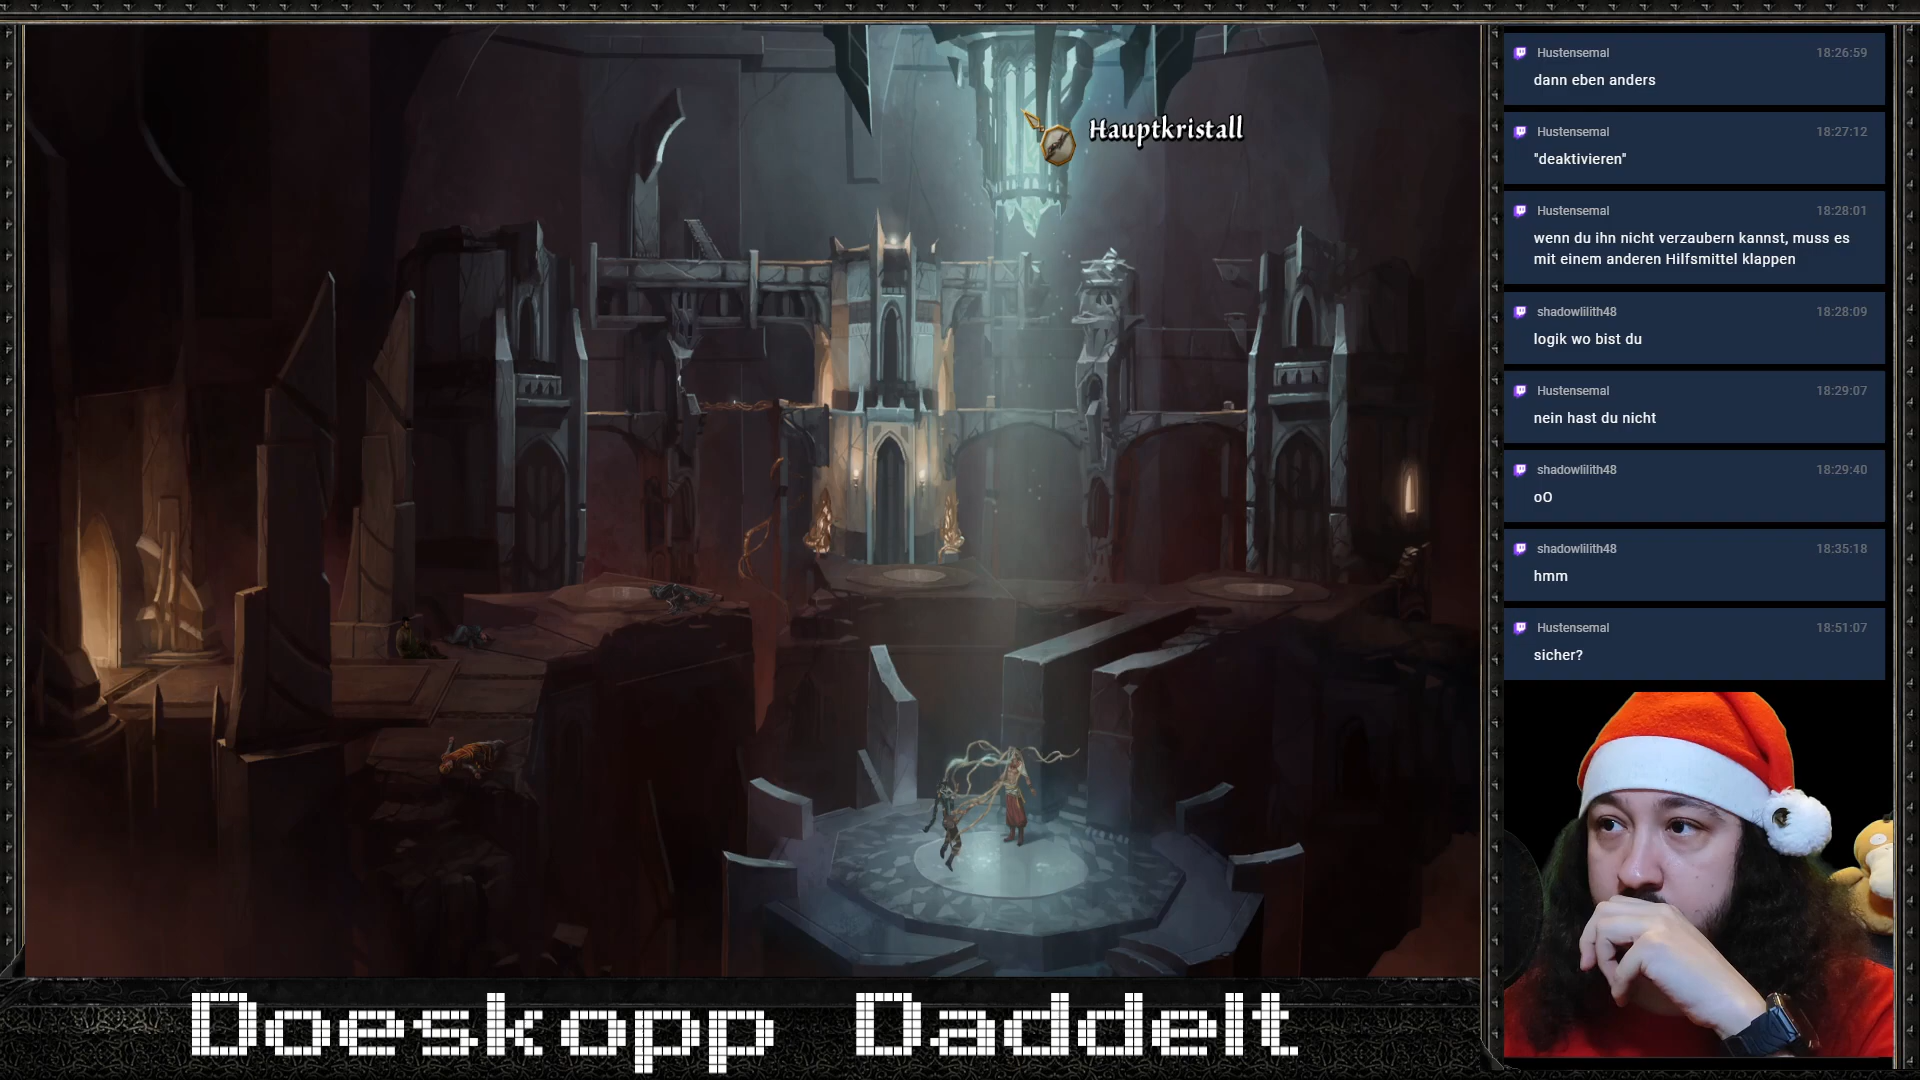 Hauptkristall
Hustensemal 18:26:59
dann eben anders
Hustensemal 18:27:12
"deaktivieren"
Hustensemal 18:28:01
wenn du ihn nicht verzaubern kannst, muss es
mit einem anderen Hilfsmittel klappen
shadowlilith48 18:28:09
logik wo bist du
Hustensemal 18:29:07
nein hast du nicht
shadowlilith48 18:29:40
oO
shadowlilith48 18:35:18
hmm
Hustensemal 18:51:07
sicher?
Doeskopp Daddelt